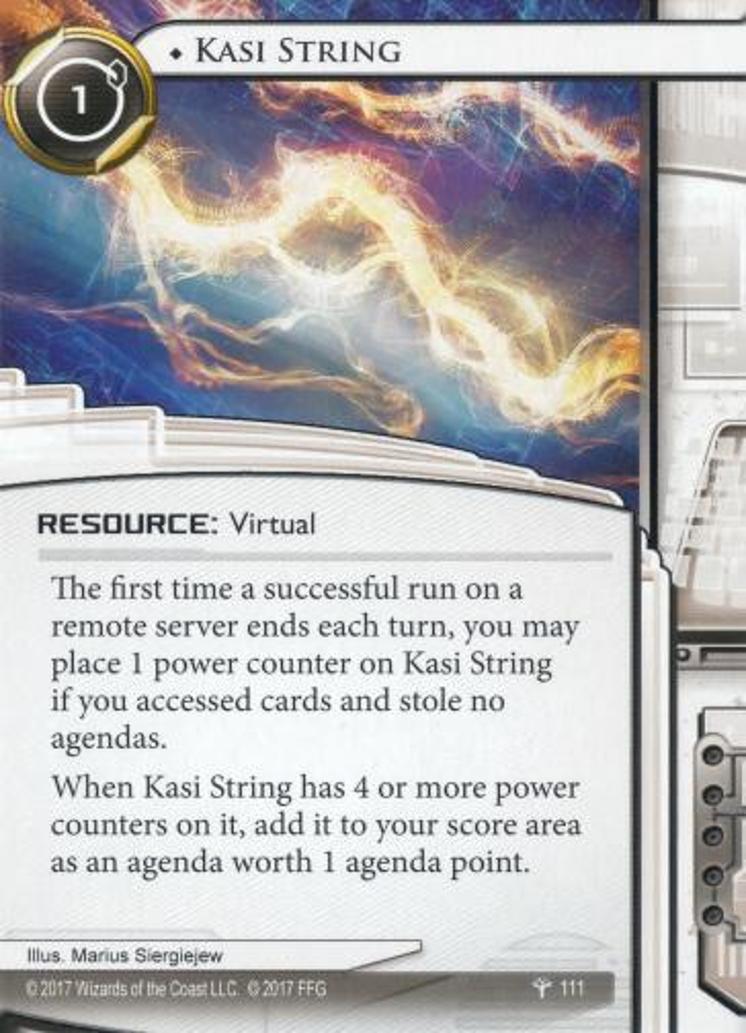 ◆ Kasi String
1
RESOURCE: Virtual
The first time a successful run on a
remote server ends each turn, you may
place 1 power counter on Kasi String
if you accessed cards and stole no
agendas.
When Kasi String has 4 or more power
counters on it, add it to your score area
as an agenda worth 1 agenda point.
Illus. Marius Siergiejew
© 2017 Wizards of the Coast LLC. © 2017 FFG
111